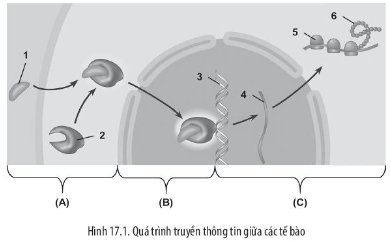 1
2
3
4
5
6
(A)
(B)
(C)
Hình 17.1. Quá trình truyền thông tin giữa các tế bào